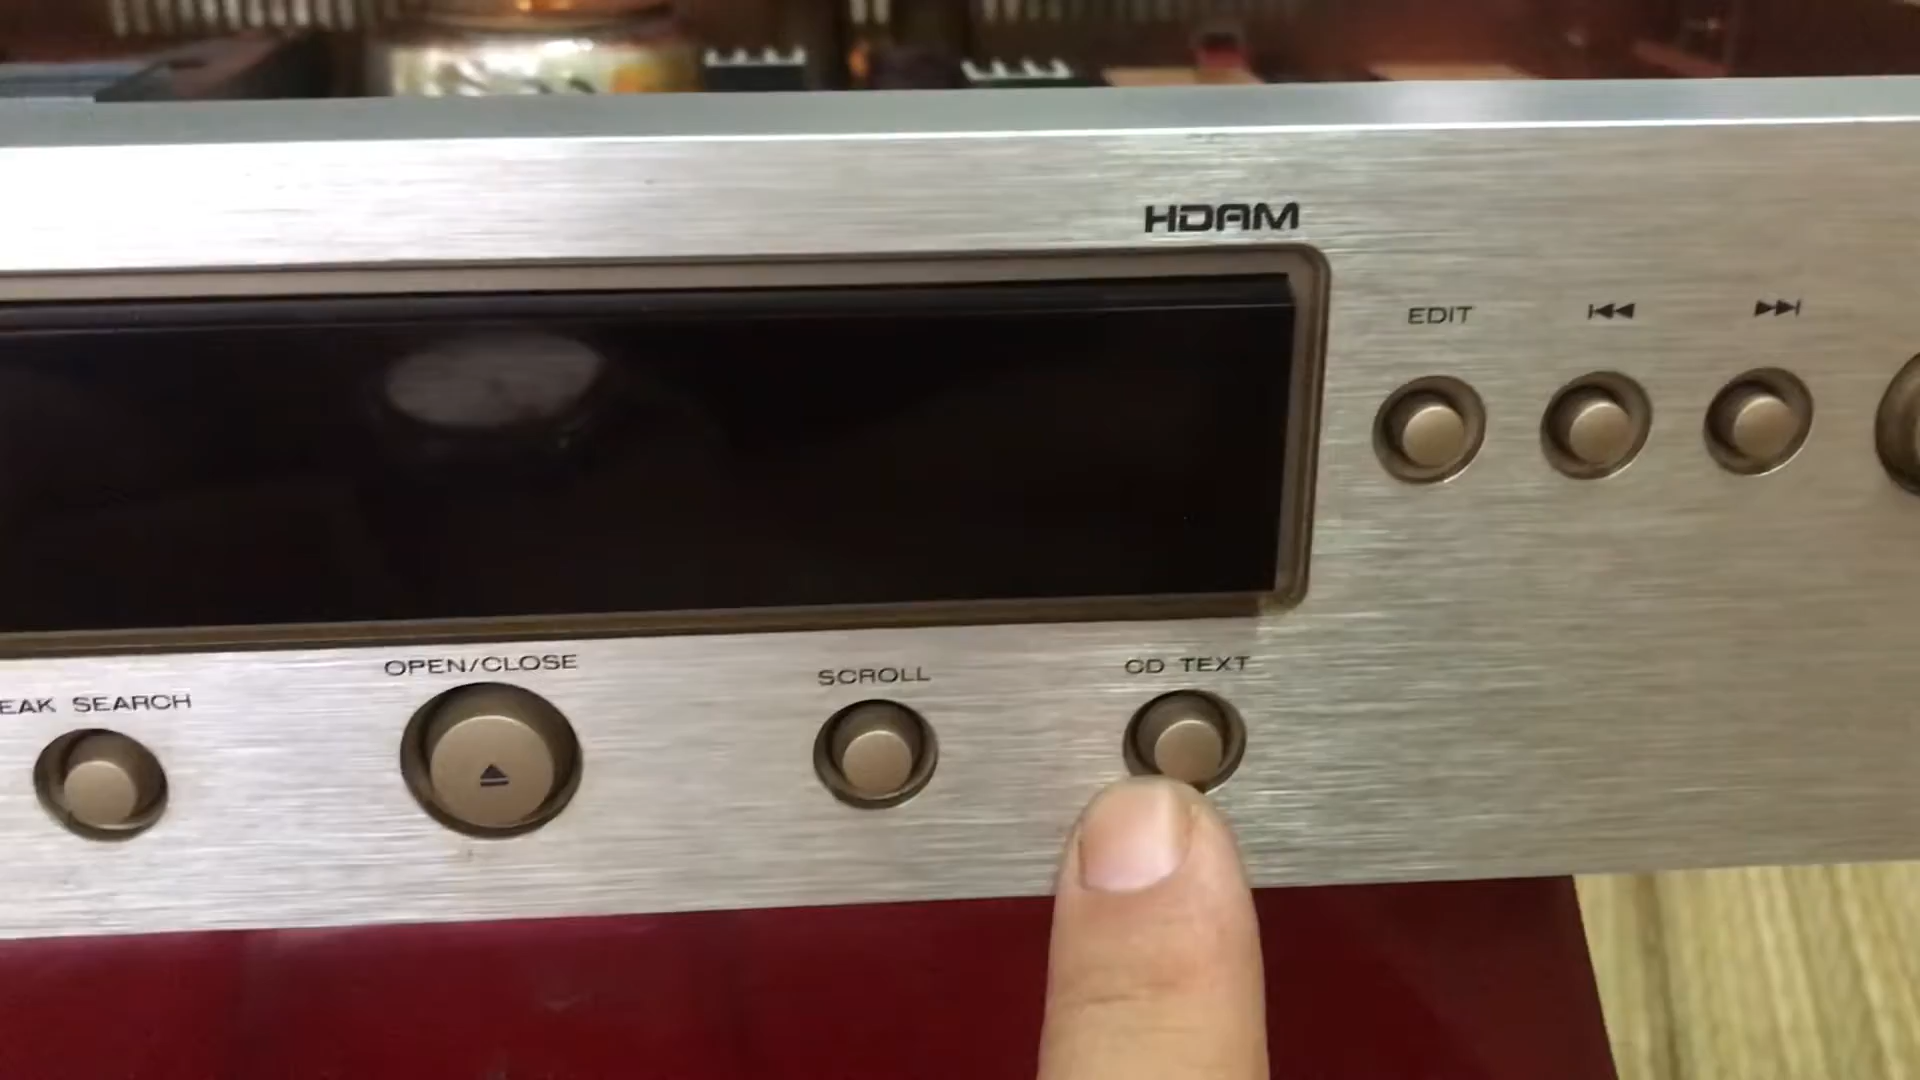 HDAM
EDIT
OPEN/CLOSE
SCROLL
CD TEXT
EAK SEARCH